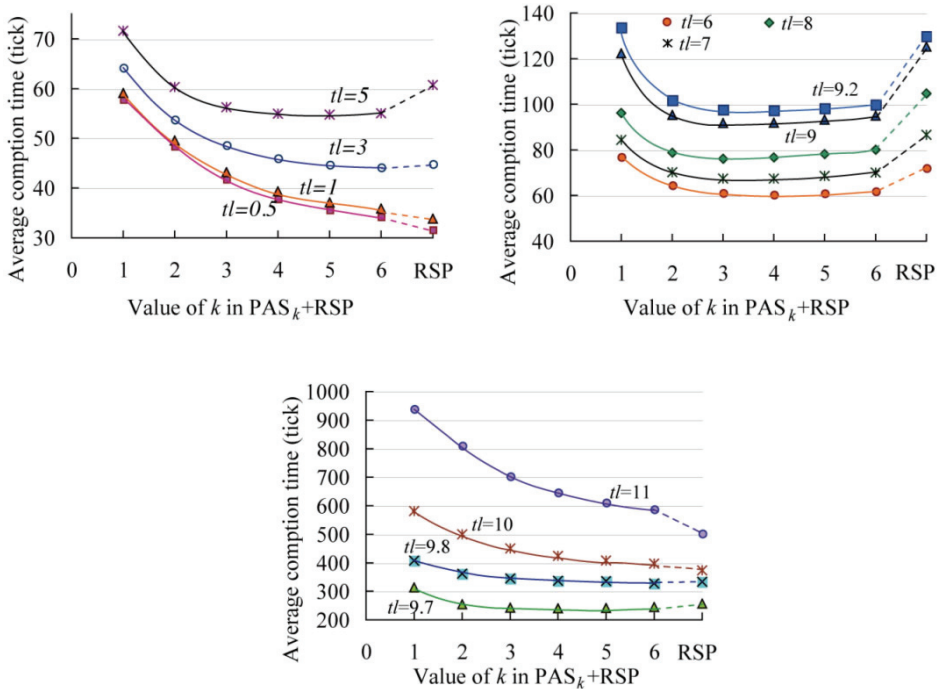 Average comption time (tick)
70
60
50
40
30
tl=5
tl=3
tl=1
tl=0.5
0 1 2 3 4 5 6 RSP
Value of k in PASk+RSP
Average comption time (tick)
140
120
100
80
60
40
tl=6 tl=8
tl=7
tl=9.2
tl=9
0 1 2 3 4 5 6 RSP
Value of k in PASk+RSP
Average comption time (tick)
1000
900
800
700
600
500
400
300
200
tl=11
tl=10
tl=9.8
tl=9.7
0 1 2 3 4 5 6 RSP
Value of k in PASk+RSP